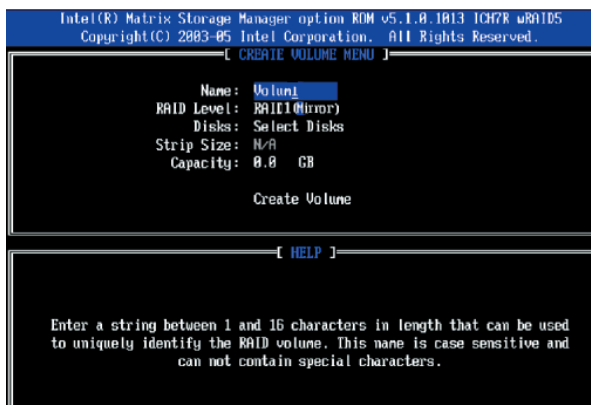 Intel(R) Matrix Storage Manager option ROM v5.1.0.1013 ICH7R wRAID5
Copyright(C) 2003-05 Intel Corporation. All Rights Reserved.
[ CREATE VOLUME MENU ]
Name: Volum1
RAID Level: RAID1(Mirror)
Disks: Select Disks
Strip Size: N/A
Capacity: 0.0 GB
Create Volume
[ HELP ]
Enter a string between 1 and 16 characters in length that can be used
to uniquely identify the RAID volume. This name is case sensitive and
can not contain special characters.